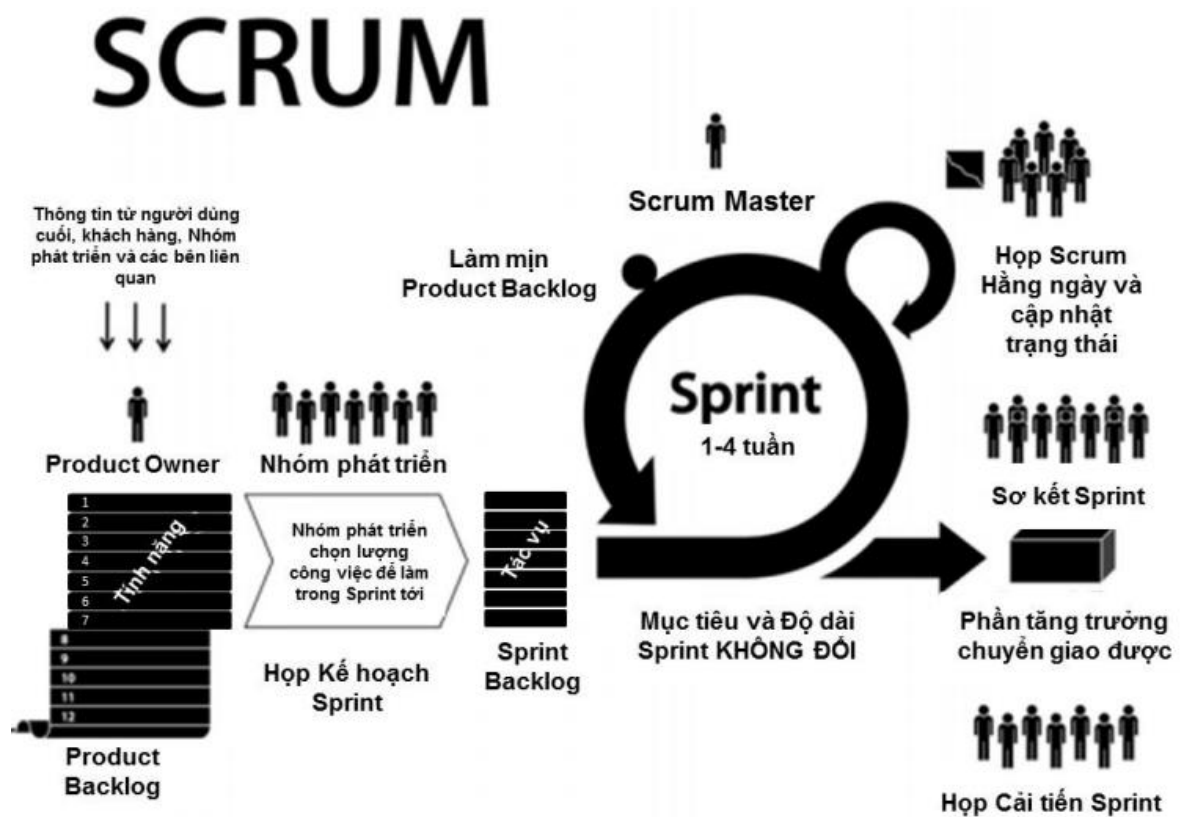 SCRUM
Thông tin từ người dùng
cuối, khách hàng, Nhóm
phát triển và các bên liên
quan
Product Owner
Nhóm phát triển
1
2
3
4
5
6
7
Tính năng
8
9
10
11
12
Product
Backlog
Nhóm phát triển
chọn lượng
công việc để làm
trong Sprint tới
Họp Kế hoạch
Sprint
Tác vụ
Sprint
Backlog
Làm mịn
Product Backlog
Scrum Master
Sprint
1-4 tuần
Mục tiêu và Độ dài
Sprint KHÔNG ĐỔI
Họp Scrum
Hằng ngày và
cập nhật
trạng thái
Sơ kết Sprint
Phần tăng trưởng
chuyển giao được
Họp Cải tiến Sprint